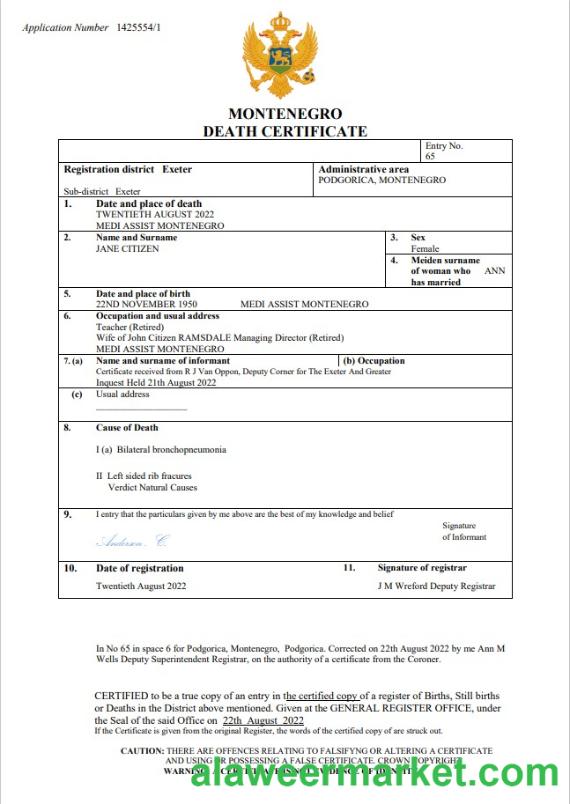 Application Number 1425554/1
MONTENEGRO
DEATH CERTIFICATE
Entry No.
65
Registration district Exeter
Sub-district Exeter
Administrative area
PODGORICA, MONTENEGRO
1. Date and place of death
TWENTIETH AUGUST 2022
MEDI ASSIST MONTENEGRO
2. Name and Surname
JANE CITIZEN
3. Sex
Female
4. Meiden surname
of woman who ANN
has married
5. Date and place of birth
22ND NOVEMBER 1950 MEDI ASSIST MONTENEGRO
6. Occupation and usual address
Teacher (Retired)
Wife of John Citizen RAMSDALE Managing Director (Retired)
MEDI ASSIST MONTENEGRO
7. (a) Name and surname of informant (b) Occupation
Certificate received from R J Van Oppon, Deputy Corner for The Exeter And Greater
Inquest Held 21th August 2022
(c) Usual address
8. Cause of Death
I (a) Bilateral bronchopneumonia
II Left sided rib fracures
Verdict Natural Causes
9. I entry that the particulars given by me above are the best of my knowledge and belief
Anderson. C.
Signature
of Informant
10. Date of registration
Twentieth August 2022
11. Signature of registrar
J M Wreford Deputy Registrar
In No 65 in space 6 for Podgorica, Montenegro, Podgorica. Corrected on 22th August 2022 by me Ann M
Wells Deputy Superintendent Registrar, on the authority of a certificate from the Coroner.
CERTIFIED to be a true copy of an entry in the certified copy of a register of Births, Still births
or Deaths in the District above mentioned. Given at the GENERAL REGISTER OFFICE, under
the Seal of the said Office on 22th August 2022
If the Certificate is given from the original Register, the words of the certified copy of are struck out.
CAUTION: THERE ARE OFFENCES RELATING TO FALSIFYNG OR ALTERING A CERTIFICATE
AND USING OR POSSESSING A FALSE CERTIFICATE. CROWN COPYRIGHT
WARNING: A CERTIFICATE IS NOT EVIDENCE OF IDENTITY
alaweermarket.com